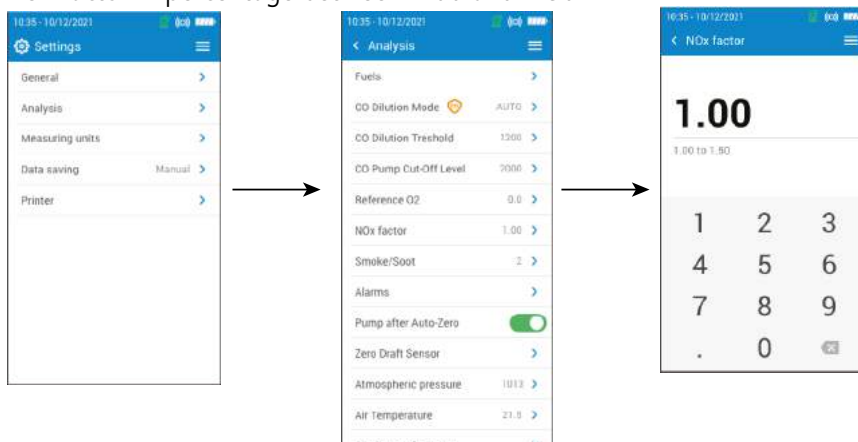 10:35 - 10/12/2021
Settings
General
Analysis
Measuring units
Data saving Manual
Printer
10:35 - 10/12/2021
Analysis
Fuels
CO Dilution Mode AUTO
CO Dilution Treshold 1200
CO Pump Cut-Off Level 2000
Reference O2 0.0
NOx factor 1.00
Smoke/Soot 2
Alarms
Pump after Auto-Zero
Zero Draft Sensor
Atmospheric pressure 1013
Air Temperature 21.8
10:35 - 10/12/2021
NOx factor
1.00
1.00 to 1.50
1 2 3
4 5 6
7 8 9
. 0